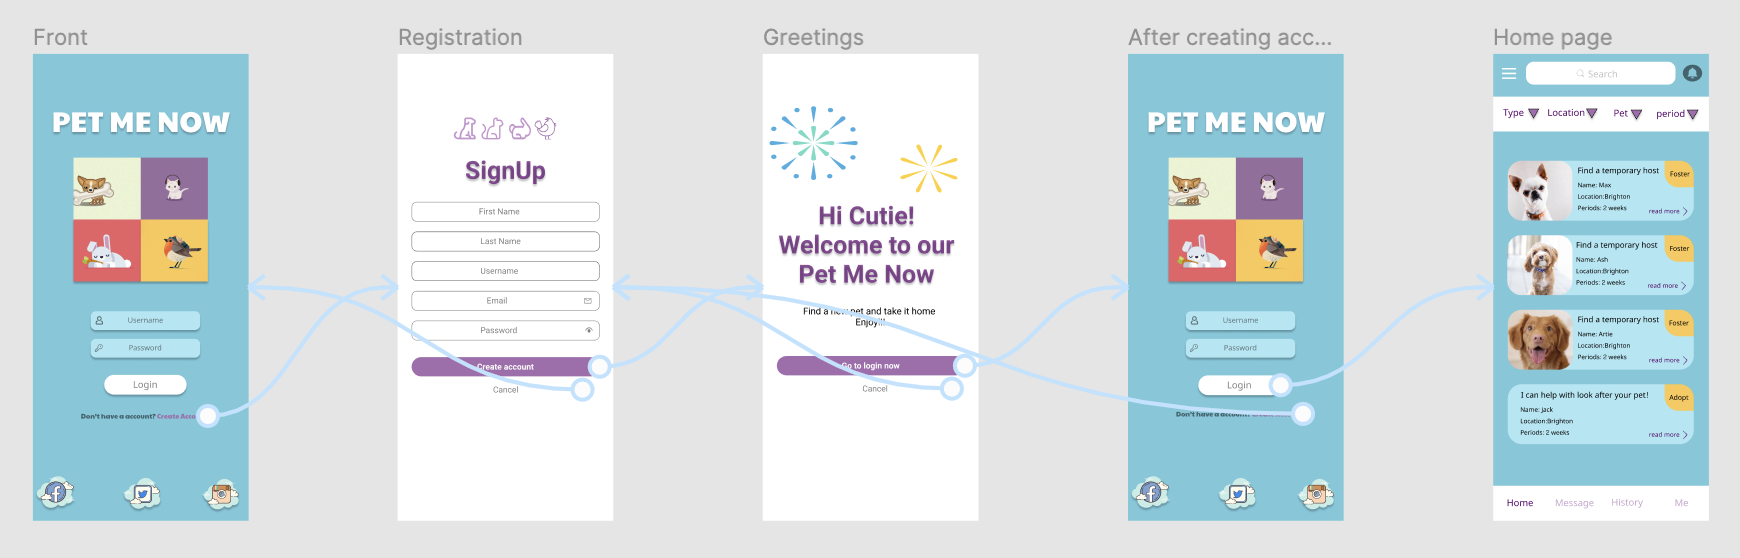 Front
PET ME NOW
Username
Password
Login
Don't have a account? Create Acco
Registration
SignUp
First Name
Last Name
Username
Email
Password
Create account
Cancel
Greetings
Hi Cutie!
Welcome to our
Pet Me Now
Find a new pet and take it home
Enjoy!!!
Go to login now
Cancel
After creating acc...
PET ME NOW
Username
Password
Login
Don't have a account?
Home page
Search
Type Location Pet period
Find a temporary host
Foster
Name: Max
Location:Brighton
Periods: 2 weeks
read more
Find a temporary host
Foster
Name: Ash
Location:Brighton
Periods: 2 weeks
read more
Find a temporary host
Foster
Name: Artie
Location:Brighton
Periods: 2 weeks
read more
I can help with look after your pet!
Adopt
Name: Jack
Location:Brighton
Periods: 2 weeks
read more
Home Message History Me